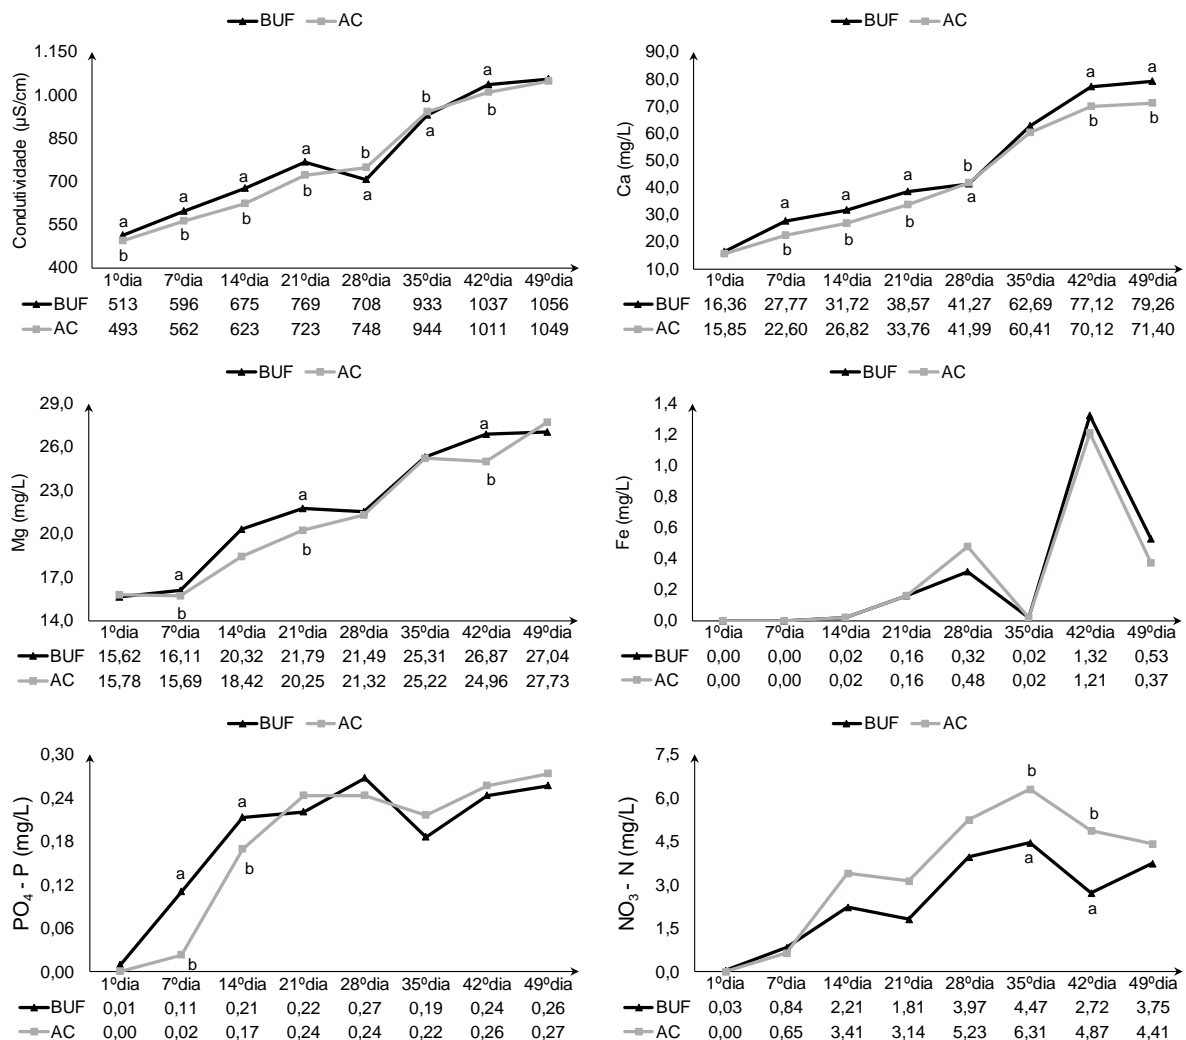 BUF AC
1.150
1.000
850
700
550
400
Condutividade (µS/cm)
a a a a b b a
b b b b a a b
1ºdia 7ºdia 14ºdia 21ºdia 28ºdia 35ºdia 42ºdia 49ºdia
BUF 513 596 675 769 708 933 1037 1056
AC 493 562 623 723 748 944 1011 1049
BUF AC
90,0
80,0
70,0
60,0
50,0
40,0
30,0
20,0
10,0
Ca (mg/L)
a a a b a a
b b b a b b
1ºdia 7ºdia 14ºdia 21ºdia 28ºdia 35ºdia 42ºdia 49ºdia
BUF 16,36 27,77 31,72 38,57 41,27 62,69 77,12 79,26
AC 15,85 22,60 26,82 33,76 41,99 60,41 70,12 71,40
BUF AC
29,0
26,0
23,0
20,0
17,0
14,0
Mg (mg/L)
a a a
b b b
1ºdia 7ºdia 14ºdia 21ºdia 28ºdia 35ºdia 42ºdia 49ºdia
BUF 15,62 16,11 20,32 21,79 21,49 25,31 26,87 27,04
AC 15,78 15,69 18,42 20,25 21,32 25,22 24,96 27,73
BUF AC
1,4
1,2
1,0
0,8
0,6
0,4
0,2
0,0
Fe (mg/L)
1ºdia 7ºdia 14ºdia 21ºdia 28ºdia 35ºdia 42ºdia 49ºdia
BUF 0,00 0,00 0,02 0,16 0,32 0,02 1,32 0,53
AC 0,00 0,00 0,02 0,16 0,48 0,02 1,21 0,37
BUF AC
0,30
0,24
0,18
0,12
0,06
0,00
PO₄ - P (mg/L)
a a
b b
1ºdia 7ºdia 14ºdia 21ºdia 28ºdia 35ºdia 42ºdia 49ºdia
BUF 0,01 0,11 0,21 0,22 0,27 0,19 0,24 0,26
AC 0,00 0,02 0,17 0,24 0,24 0,22 0,26 0,27
BUF AC
7,5
6,0
4,5
3,0
1,5
0,0
NO₃ - N (mg/L)
b b
a a
1ºdia 7ºdia 14ºdia 21ºdia 28ºdia 35ºdia 42ºdia 49ºdia
BUF 0,03 0,84 2,21 1,81 3,97 4,47 2,72 3,75
AC 0,00 0,65 3,41 3,14 5,23 6,31 4,87 4,41